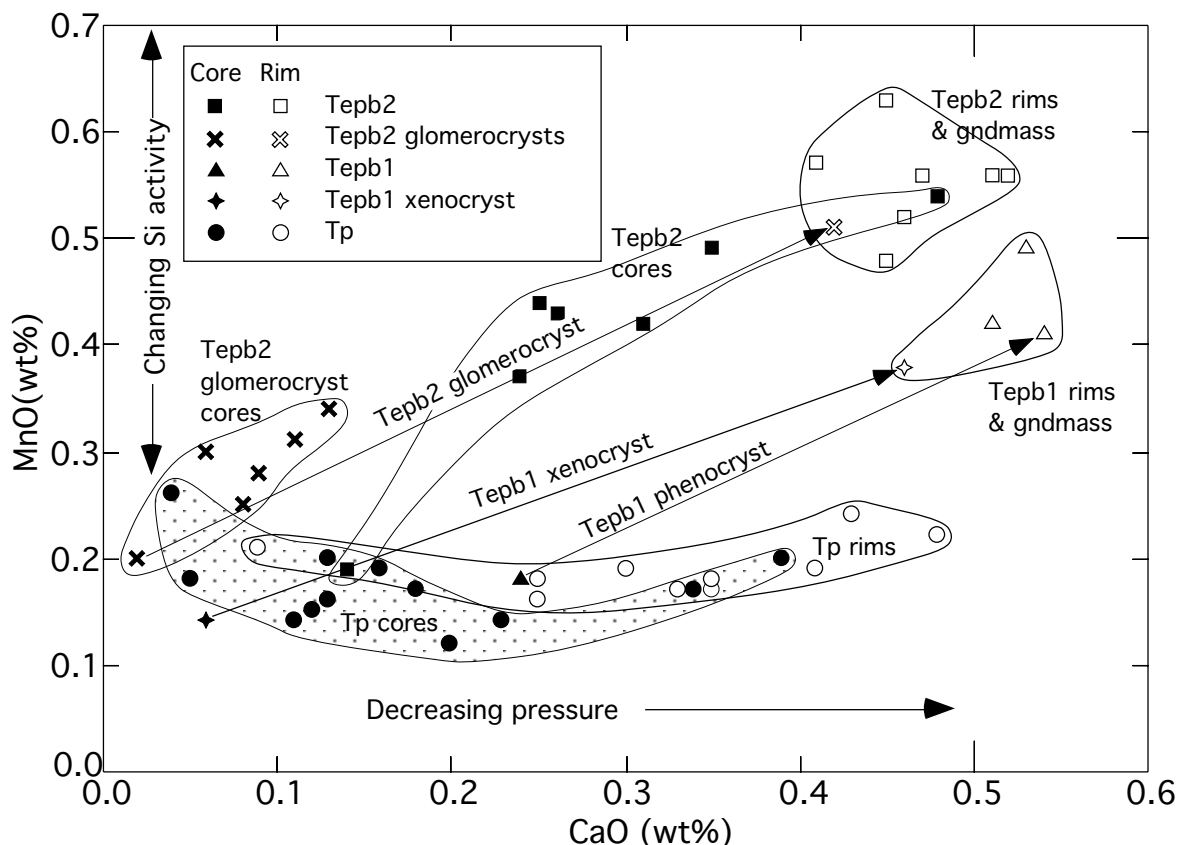 0.7
0.6
0.5
0.4
0.3
0.2
0.1
0.0
MnO(wt%)
Changing Si activity
Core Rim
Tepb2
Tepb2 glomerocrysts
Tepb1
Tepb1 xenocryst
Tp
Tepb2 rims
& gndmass
Tepb2
cores
Tepb2
glomerocryst
cores
Tepb2 glomerocryst
Tepb1 xenocryst
Tepb1 phenocryst
Tepb1 rims
& gndmass
Tp rims
Tp cores
Decreasing pressure
0.0 0.1 0.2 0.3 0.4 0.5 0.6
CaO (wt%)